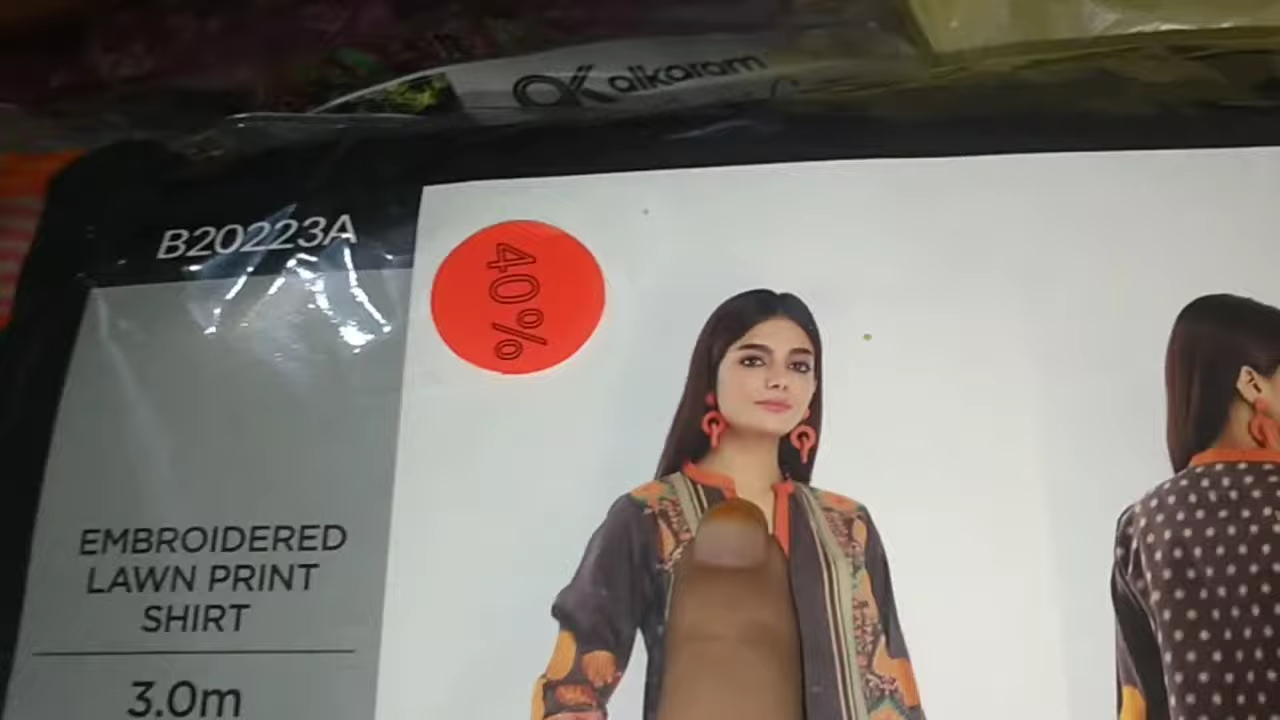 alkaram
B20223A
40%
EMBROIDERED
LAWN PRINT
SHIRT
3.0m